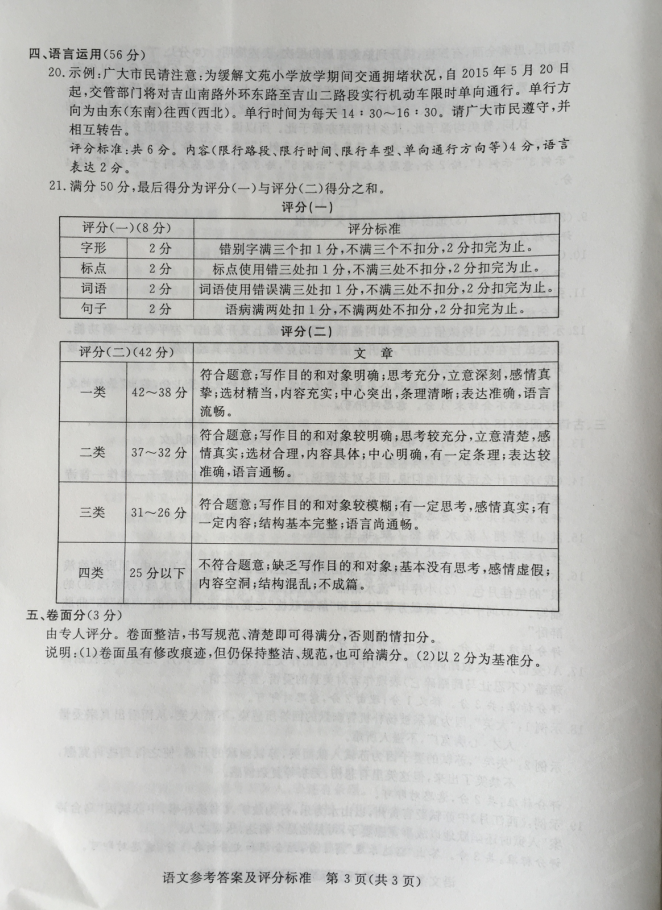 四、语言运用(56分)
20.示例:广大市民请注意:为缓解文苑小学放学期间交通拥堵状况,自2015年5月20日
起,交管部门将对吉山南路外环东路至吉山二路段实行机动车限时单向通行。单行方
向为由东(东南)往西(西北)。单行时间为每天14:30~16:30。请广大市民遵守,并
相互转告。
评分标准:共6分。内容(限行路段、限行时间、限行车型、单向通行方向等)4分,语言
表达2分。
21.满分50分,最后得分为评分(一)与评分(二)得分之和。
评分(一)
评分(一)(8分) 评分标准
字形 2分 错别字满三个扣1分,不满三个不扣分,2分扣完为止。
标点 2分 标点使用错三处扣1分,不满三处不扣分,2分扣完为止。
词语 2分 词语使用错误满三处扣1分,不满三处不扣分,2分扣完为止。
句子 2分 语病满两处扣1分,不满两处不扣分,2分扣完为止。
评分(二)
评分(二)(42分) 文 章
一类 42~38分 符合题意;写作目的和对象明确;思考充分,立意深刻,感情真
挚;选材精当,内容充实;中心突出,条理清晰;表达准确,语言
流畅。
二类 37~32分 符合题意;写作目的和对象较明确;思考较充分,立意清楚,感
情真实;选材合理,内容具体;中心明确,有一定条理;表达较
准确,语言通畅。
三类 31~26分 符合题意;写作目的和对象较模糊;有一定思考,感情真实;有
一定内容;结构基本完整;语言尚通畅。
四类 25分以下 不符合题意;缺乏写作目的和对象;基本没有思考,感情虚假;
内容空洞;结构混乱;不成篇。
五、卷面分(3分)
由专人评分。卷面整洁,书写规范、清楚即可得满分,否则酌情扣分。
说明:(1)卷面虽有修改痕迹,但仍保持整洁、规范,也可给满分。(2)以2分为基准分。
语文参考答案及评分标准 第3页(共3页)